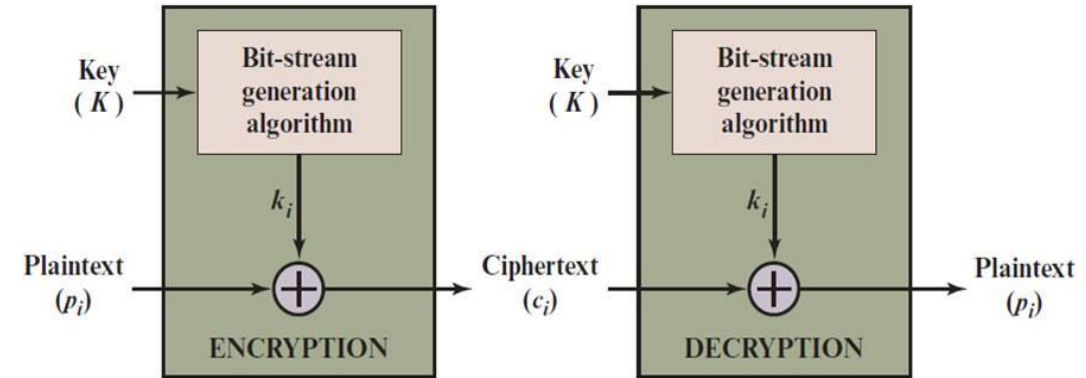 Key
( K )
Bit-stream
generation
algorithm
k_i
Plaintext
(p_i)
ENCRYPTION
Ciphertext
(c_i)
Key
( K )
Bit-stream
generation
algorithm
k_i
DECRYPTION
Plaintext
(p_i)